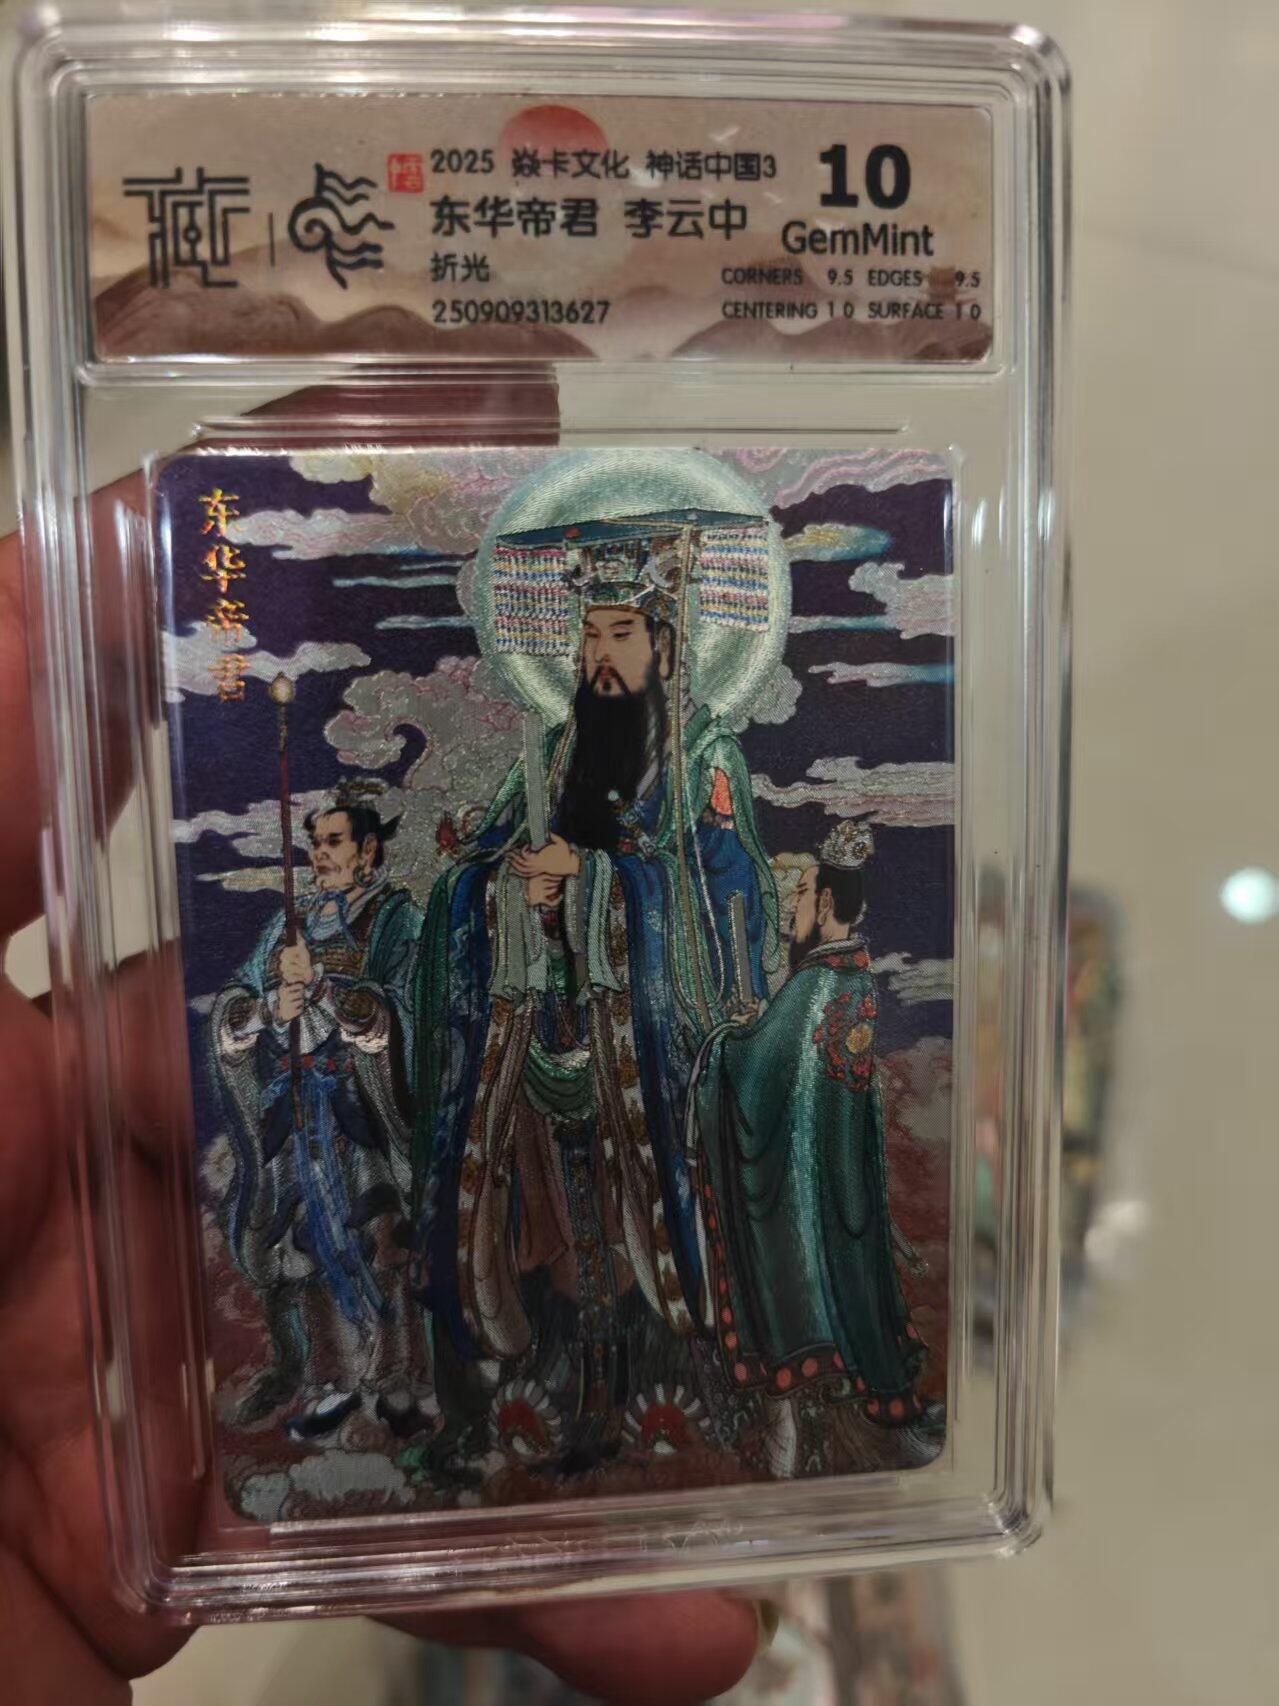 藏
2025 焱卡文化 神话中国3
东华帝君 李云中
折光
250909313627
10
GemMint
CORNERS 9.5 EDGES 9.5
CENTERING 10 SURFACE 10
东华帝君